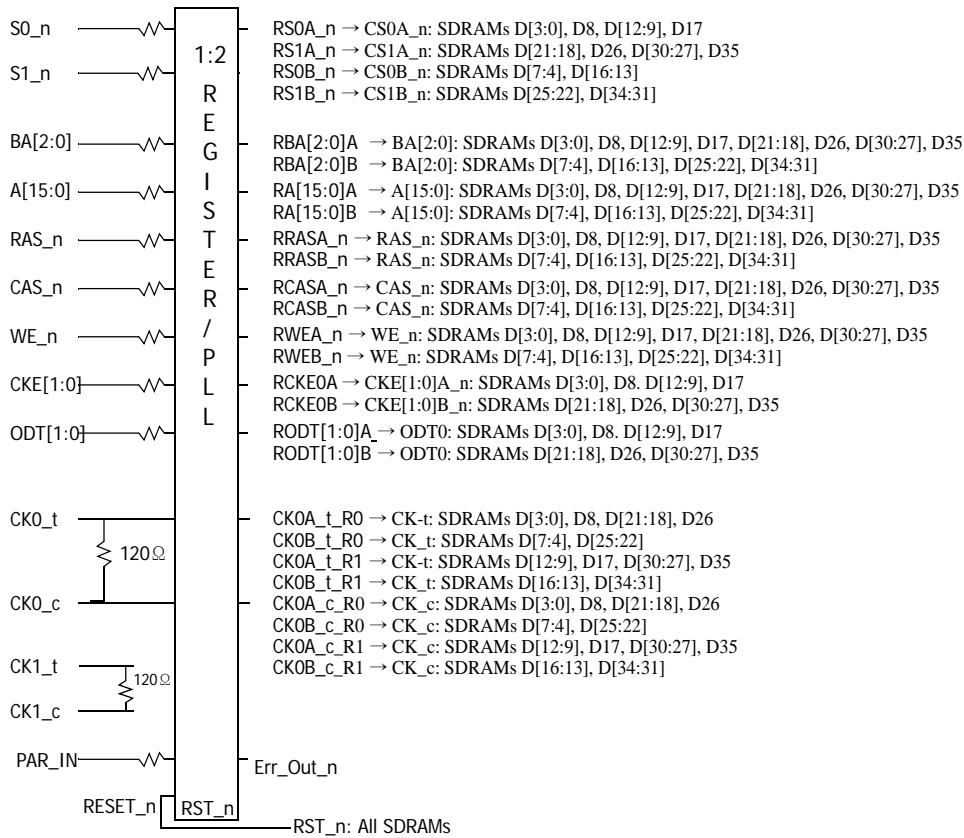 S0_n
RS0A_n → CS0A_n: SDRAMs D[3:0], D8, D[12:9], D17
RS1A_n → CS1A_n: SDRAMs D[21:18], D26, D[30:27], D35
S1_n
RS0B_n → CS0B_n: SDRAMs D[7:4], D[16:13]
RS1B_n → CS1B_n: SDRAMs D[25:22], D[34:31]
1:2
REGISTER/PLL
BA[2:0]
RBA[2:0]A → BA[2:0]: SDRAMs D[3:0], D8, D[12:9], D17, D[21:18], D26, D[30:27], D35
RBA[2:0]B → BA[2:0]: SDRAMs D[7:4], D[16:13], D[25:22], D[34:31]
A[15:0]
RA[15:0]A → A[15:0]: SDRAMs D[3:0], D8, D[12:9], D17, D[21:18], D26, D[30:27], D35
RA[15:0]B → A[15:0]: SDRAMs D[7:4], D[16:13], D[25:22], D[34:31]
RAS_n
RRASA_n → RAS_n: SDRAMs D[3:0], D8, D[12:9], D17, D[21:18], D26, D[30:27], D35
RRASB_n → RAS_n: SDRAMs D[7:4], D[16:13], D[25:22], D[34:31]
CAS_n
RCASA_n → CAS_n: SDRAMs D[3:0], D8, D[12:9], D17, D[21:18], D26, D[30:27], D35
RCASB_n → CAS_n: SDRAMs D[7:4], D[16:13], D[25:22], D[34:31]
WE_n
RWEA_n → WE_n: SDRAMs D[3:0], D8, D[12:9], D17, D[21:18], D26, D[30:27], D35
RWEB_n → WE_n: SDRAMs D[7:4], D[16:13], D[25:22], D[34:31]
CKE[1:0]
RCKE0A → CKE[1:0]A_n: SDRAMs D[3:0], D8. D[12:9], D17
RCKE0B → CKE[1:0]B_n: SDRAMs D[21:18], D26, D[30:27], D35
ODT[1:0]
RODT[1:0]A → ODT0: SDRAMs D[3:0], D8. D[12:9], D17
RODT[1:0]B → ODT0: SDRAMs D[21:18], D26, D[30:27], D35
CK0_t
CK0A_t_R0 → CK-t: SDRAMs D[3:0], D8, D[21:18], D26
CK0B_t_R0 → CK_t: SDRAMs D[7:4], D[25:22]
120Ω
CK0A_t_R1 → CK-t: SDRAMs D[12:9], D17, D[30:27], D35
CK0B_t_R1 → CK_t: SDRAMs D[16:13], D[34:31]
CK0_c
CK0A_c_R0 → CK_c: SDRAMs D[3:0], D8, D[21:18], D26
CK0B_c_R0 → CK_c: SDRAMs D[7:4], D[25:22]
CK0A_c_R1 → CK_c: SDRAMs D[12:9], D17, D[30:27], D35
CK0B_c_R1 → CK_c: SDRAMs D[16:13], D[34:31]
CK1_t
120Ω
CK1_c
PAR_IN
Err_Out_n
RESET_n
RST_n
RST_n: All SDRAMs